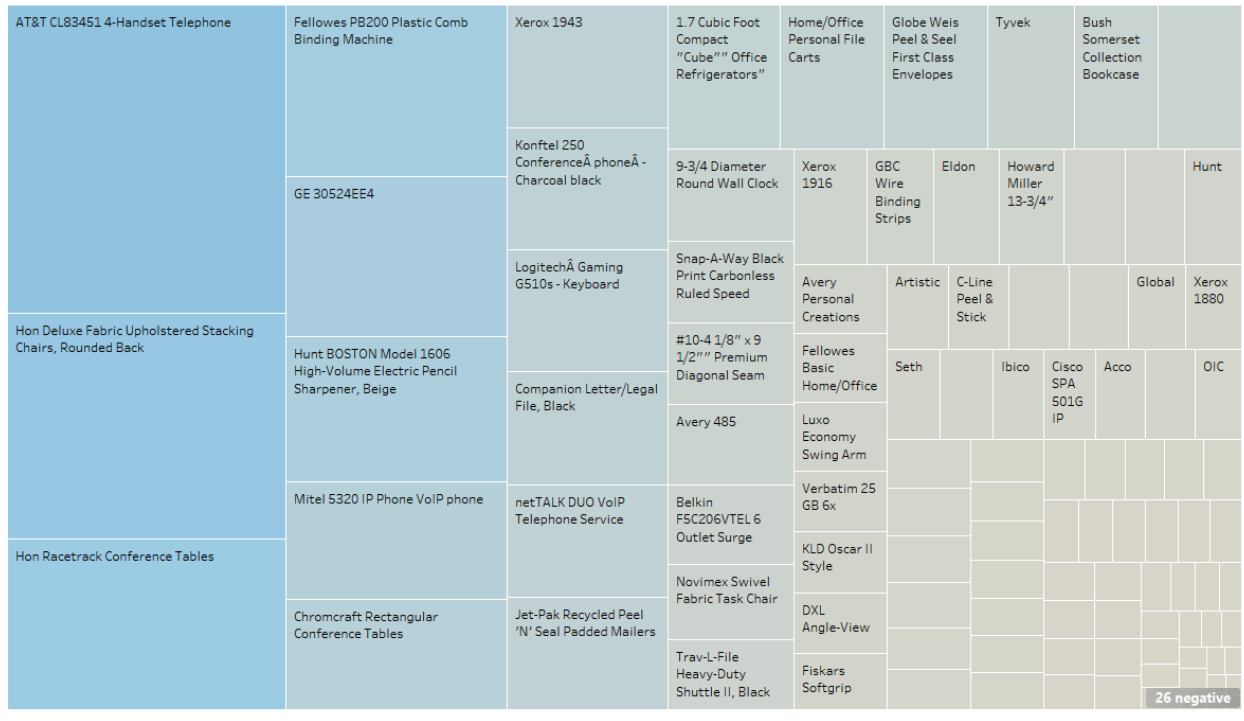 AT&T CL83451 4-Handset Telephone
Hon Deluxe Fabric Upholstered Stacking
Chairs, Rounded Back
Hon Racetrack Conference Tables
Fellowes PB200 Plastic Comb
Binding Machine
GE 30524EE4
Hunt BOSTON Model 1606
High-Volume Electric Pencil
Sharpener, Beige
Mitel 5320 IP Phone VoIP phone
Chromcraft Rectangular
Conference Tables
Xerox 1943
Konftel 250
ConferenceÂ phoneÂ -
Charcoal black
LogitechÂ Gaming
G510s - Keyboard
Companion Letter/Legal
File, Black
netTALK DUO VoIP
Telephone Service
Jet-Pak Recycled Peel
'N' Seal Padded Mailers
1.7 Cubic Foot
Compact
"Cube"" Office
Refrigerators"
Home/Office
Personal File
Carts
Globe Weis
Peel & Seel
First Class
Envelopes
Tyvek
Bush
Somerset
Collection
Bookcase
9-3/4 Diameter
Round Wall Clock
Snap-A-Way Black
Print Carbonless
Ruled Speed
#10-4 1/8" x 9
1/2"" Premium
Diagonal Seam
Avery 485
Belkin
F5C206VTEL 6
Outlet Surge
Novimex Swivel
Fabric Task Chair
Trav-L-File
Heavy-Duty
Shuttle II, Black
Xerox
1916
GBC
Wire
Binding
Strips
Eldon
Howard
Miller
13-3/4"
Hunt
Avery
Personal
Creations
Fellowes
Basic
Home/Office
Luxo
Economy
Swing Arm
Verbatim 25
GB 6x
KLD Oscar II
Style
DXL
Angle-View
Fiskars
Softgrip
Artistic
C-Line
Peel &
Stick
Global
Xerox
1880
Seth
Ibico
Cisco
SPA
501G
IP
Acco
OIC
26 negative